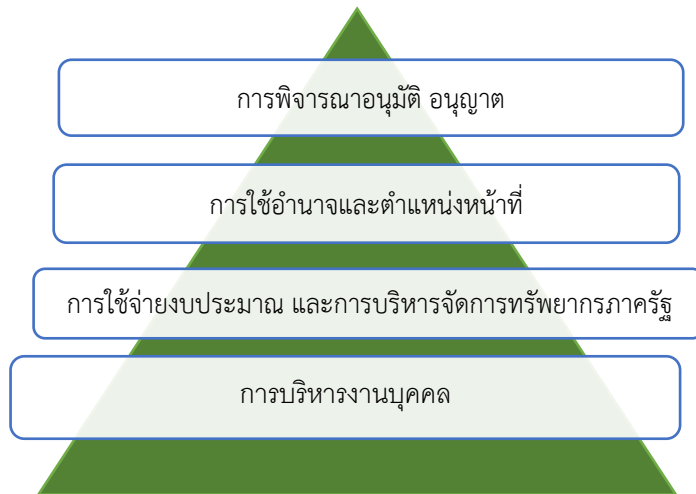 การพิจารณาอนุมัติ อนุญาต
การใช้อำนาจและตำแหน่งหน้าที่
การใช้จ่ายงบประมาณ และการบริหารจัดการทรัพยากรภาครัฐ
การบริหารงานบุคคล